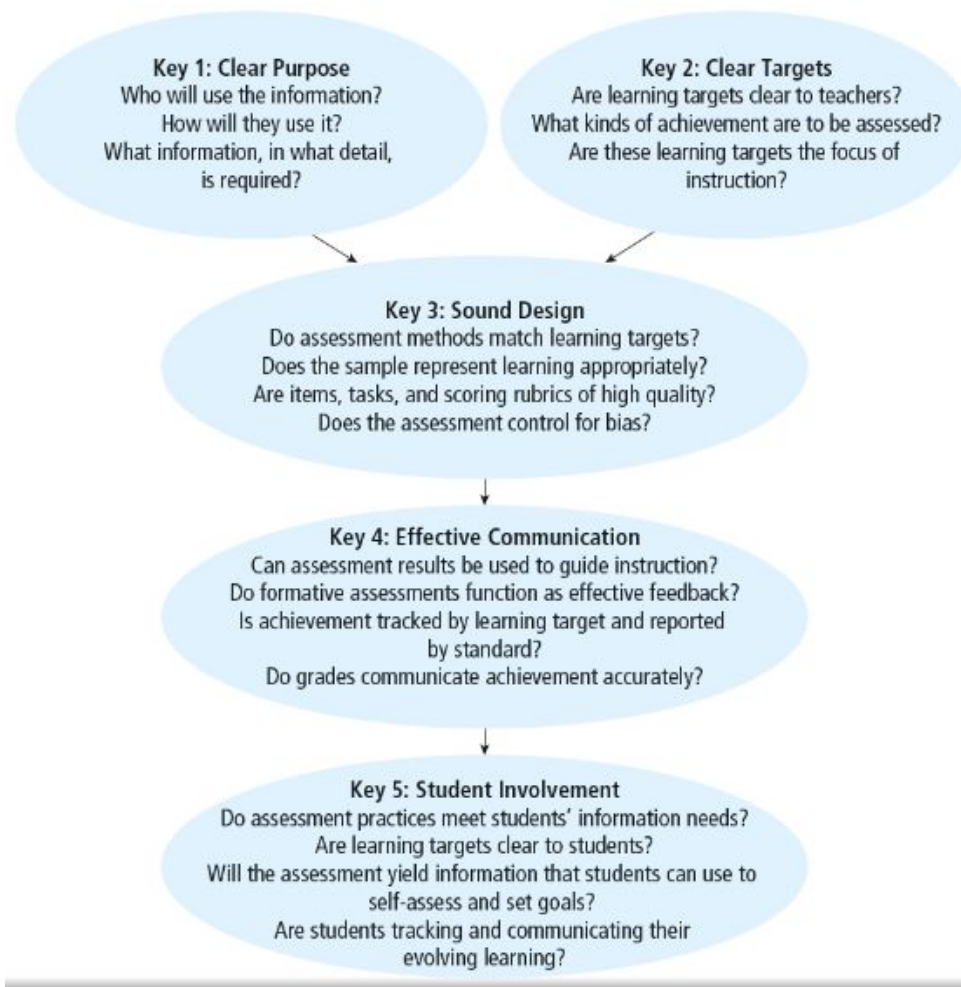 Key 1: Clear Purpose
Who will use the information?
How will they use it?
What information, in what detail,
is required?
Key 2: Clear Targets
Are learning targets clear to teachers?
What kinds of achievement are to be assessed?
Are these learning targets the focus of
instruction?
Key 3: Sound Design
Do assessment methods match learning targets?
Does the sample represent learning appropriately?
Are items, tasks, and scoring rubrics of high quality?
Does the assessment control for bias?
Key 4: Effective Communication
Can assessment results be used to guide instruction?
Do formative assessments function as effective feedback?
Is achievement tracked by learning target and reported
by standard?
Do grades communicate achievement accurately?
Key 5: Student Involvement
Do assessment practices meet students’ information needs?
Are learning targets clear to students?
Will the assessment yield information that students can use to
self-assess and set goals?
Are students tracking and communicating their
evolving learning?